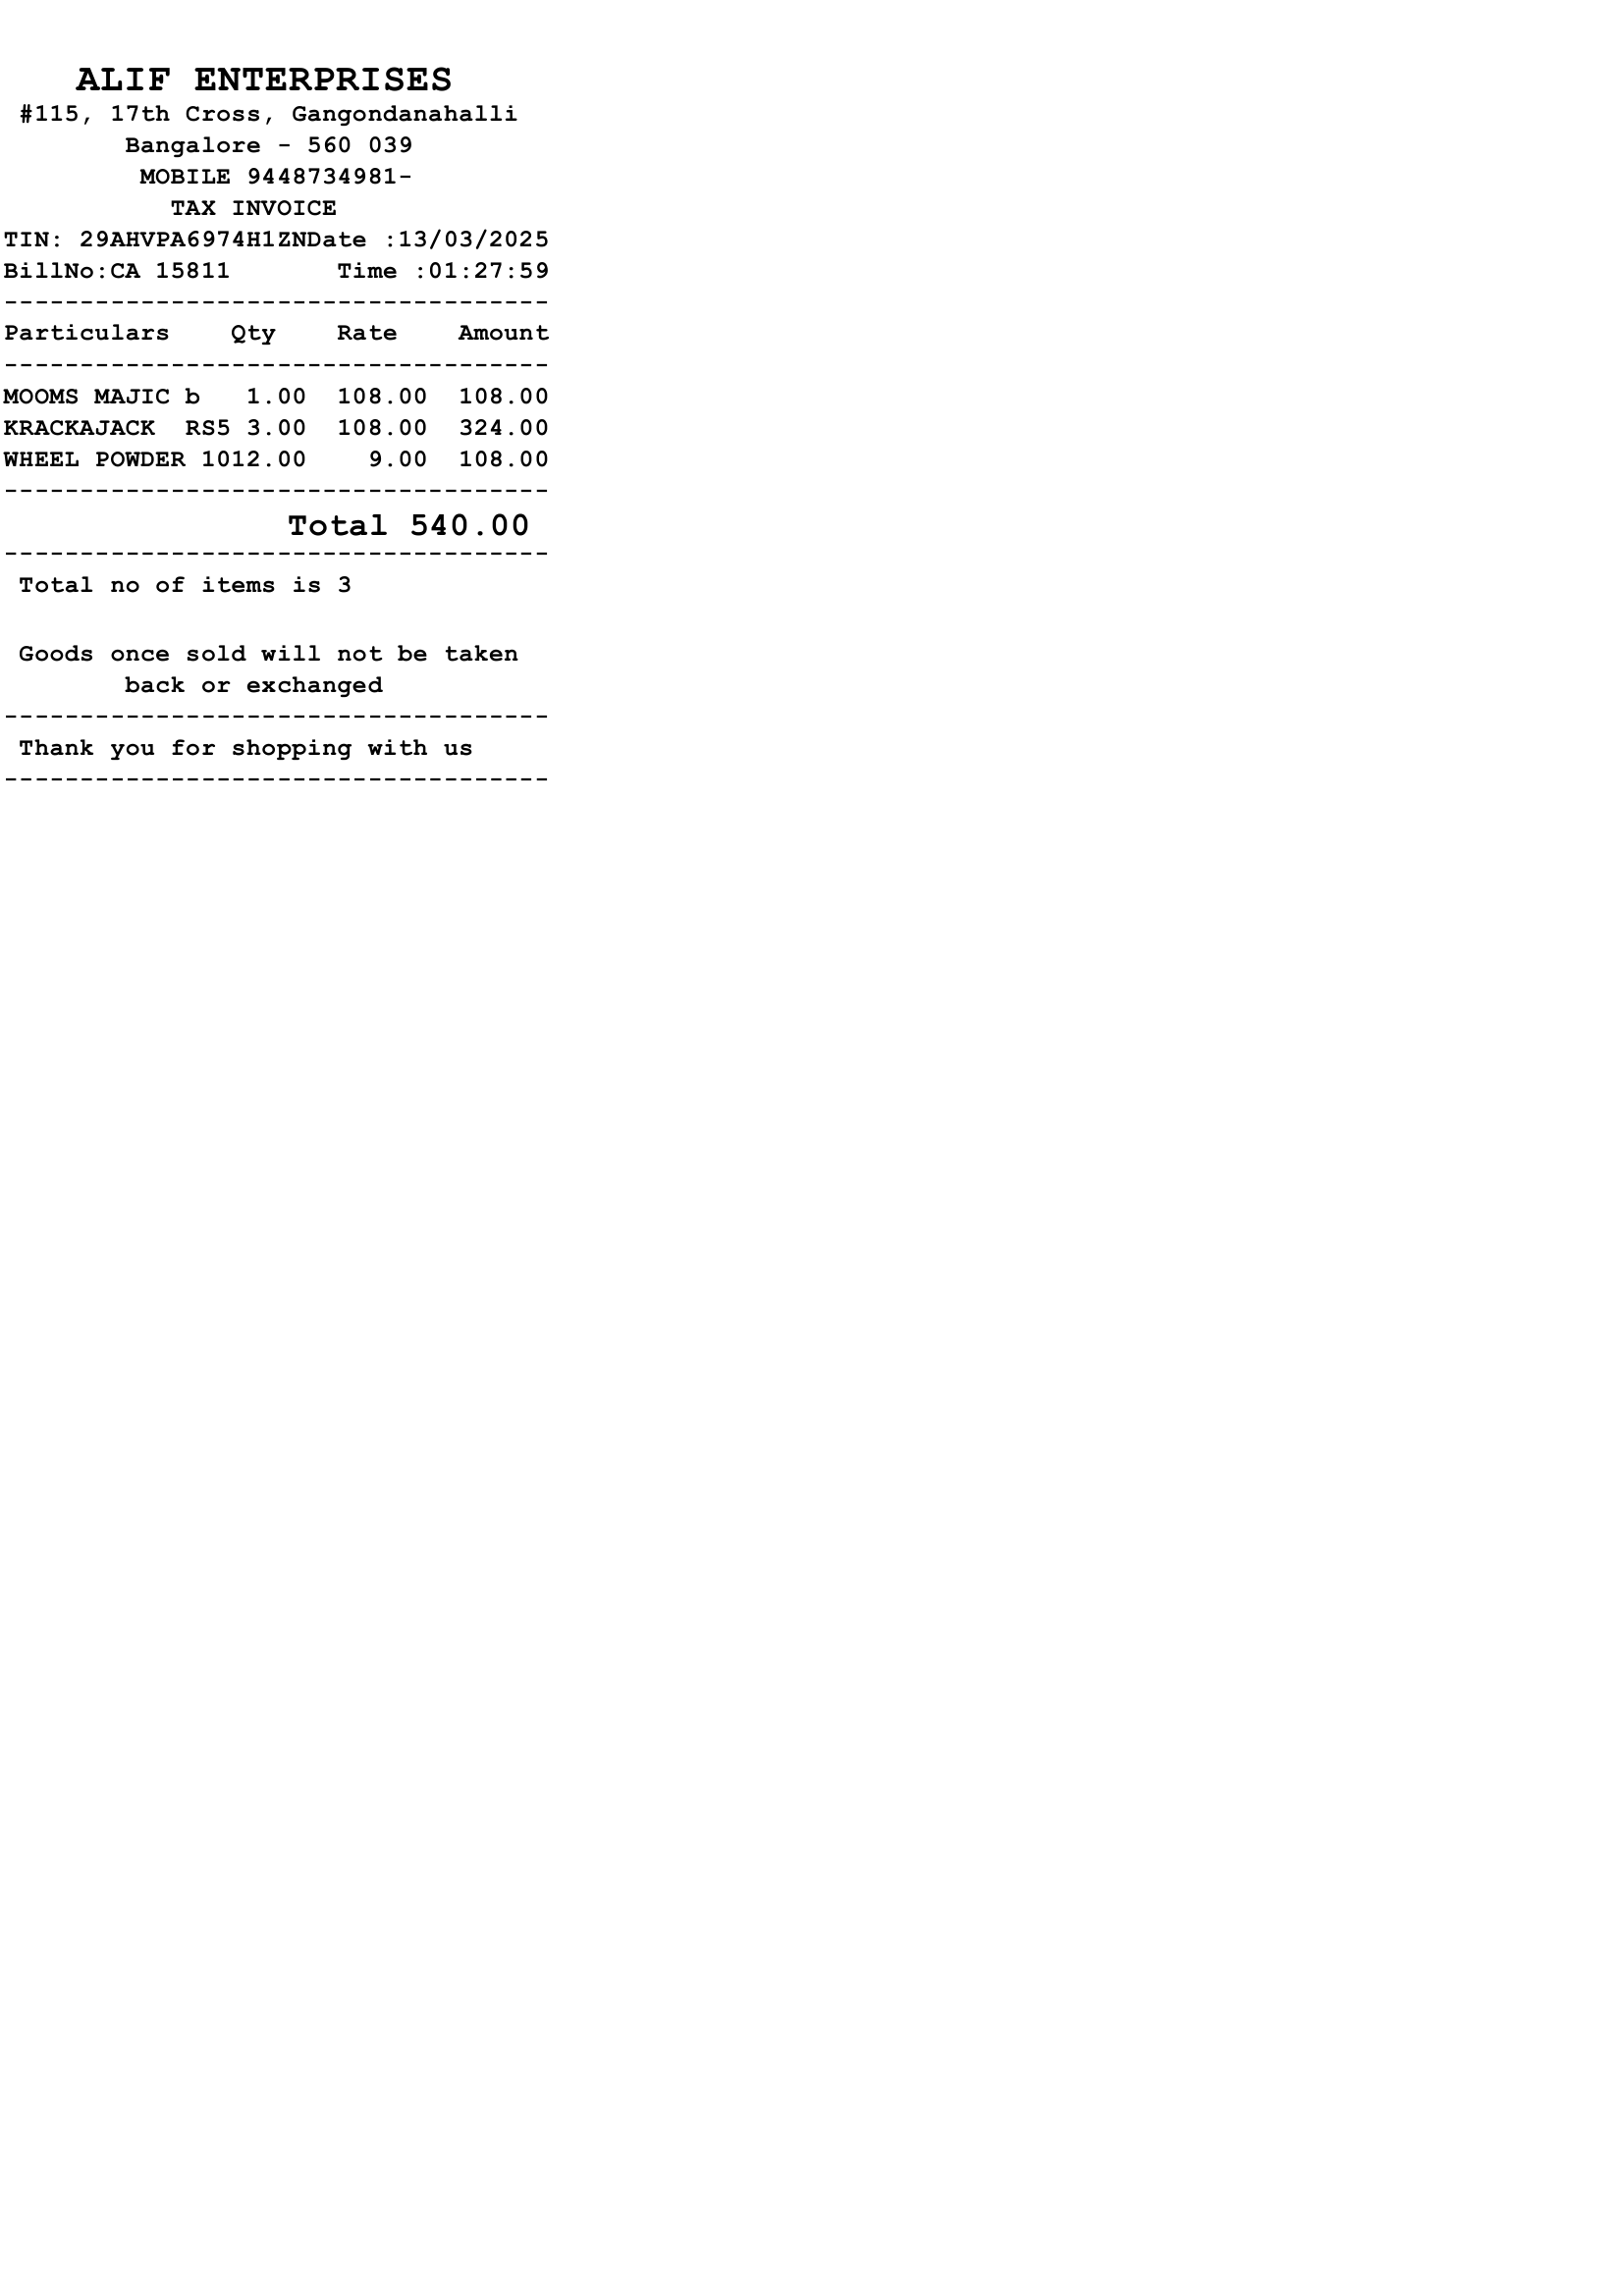 ALIF ENTERPRISES
#115, 17th Cross, Gangondanahalli
Bangalore - 560 039
MOBILE 9448734981-
TAX INVOICE
TIN: 29AHVPA6974H1ZNDate :13/03/2025
BillNo:CA 15811       Time :01:27:59
------------------------------------
Particulars    Qty    Rate    Amount
------------------------------------
MOOMS MAJIC b   1.00  108.00  108.00
KRACKAJACK  RS5 3.00  108.00  324.00
WHEEL POWDER 1012.00    9.00  108.00
------------------------------------
Total 540.00
------------------------------------
Total no of items is 3
Goods once sold will not be taken
back or exchanged
------------------------------------
Thank you for shopping with us
------------------------------------